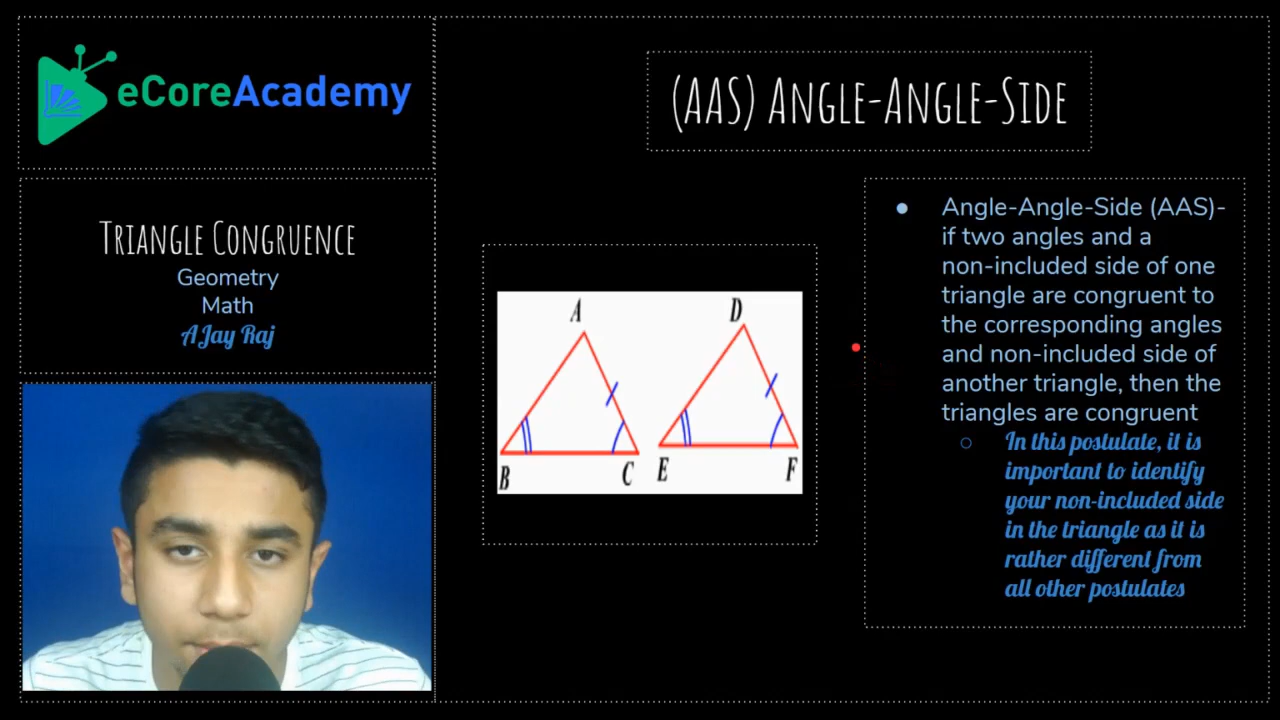 eCoreAcademy
(AAS) Angle-Angle-Side
Triangle Congruence
Geometry
Math
AJay Raj
A
D
B
C
E
F
● Angle-Angle-Side (AAS)-
if two angles and a
non-included side of one
triangle are congruent to
the corresponding angles
and non-included side of
another triangle, then the
triangles are congruent
○ In this postulate, it is
important to identify
your non-included side
in the triangle as it is
rather different from
all other postulates